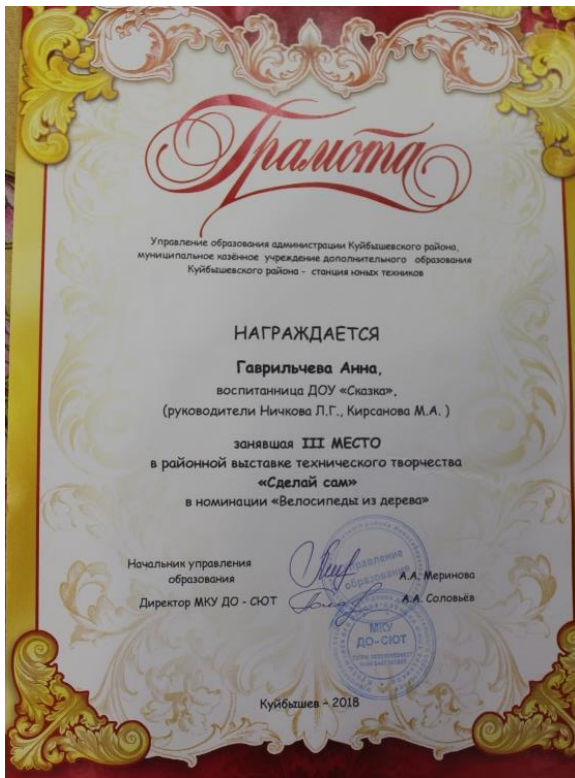 Грамота
Управление образования администрации Куйбышевского района,
муниципальное казённое учреждение дополнительного образования
Куйбышевского района - станция юных техников
НАГРАЖДАЕТСЯ
Гаврильчева Анна,
воспитанница ДОУ «Сказка»,
(руководители Ничкова Л.Г., Кирсанова М.А. )
занявшая III МЕСТО
в районной выставке технического творчества
«Сделай сам»
в номинации «Велосипеды из дерева»
Начальник управления
образования
А.А. Меринова
Директор МКУ ДО - СЮТ
А.А. Соловьёв
Управление
образования
МКУ
ДО-СЮТ
Куйбышев - 2018